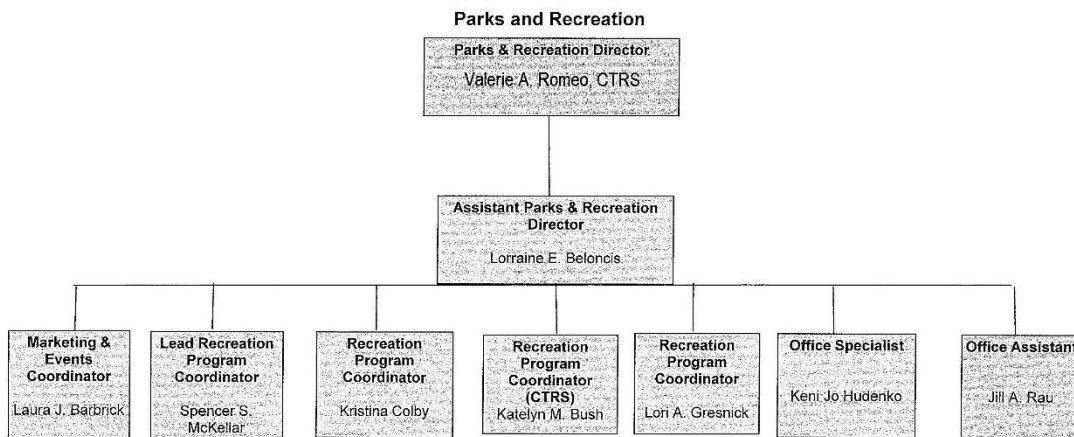 Parks and Recreation
Parks & Recreation Director
Valerie A. Romeo, CTRS
Assistant Parks & Recreation
Director
Lorraine E. Beloncis
Marketing &
Events
Coordinator
Laura J. Barbrick
Lead Recreation
Program
Coordinator
Spencer S.
McKellar
Recreation
Program
Coordinator
Kristina Colby
Recreation
Program
Coordinator
(CTRS)
Katelyn M. Bush
Recreation
Program
Coordinator
Lori A. Gresnick
Office Specialist
Keni Jo Hudenko
Office Assistant
Jill A. Rau